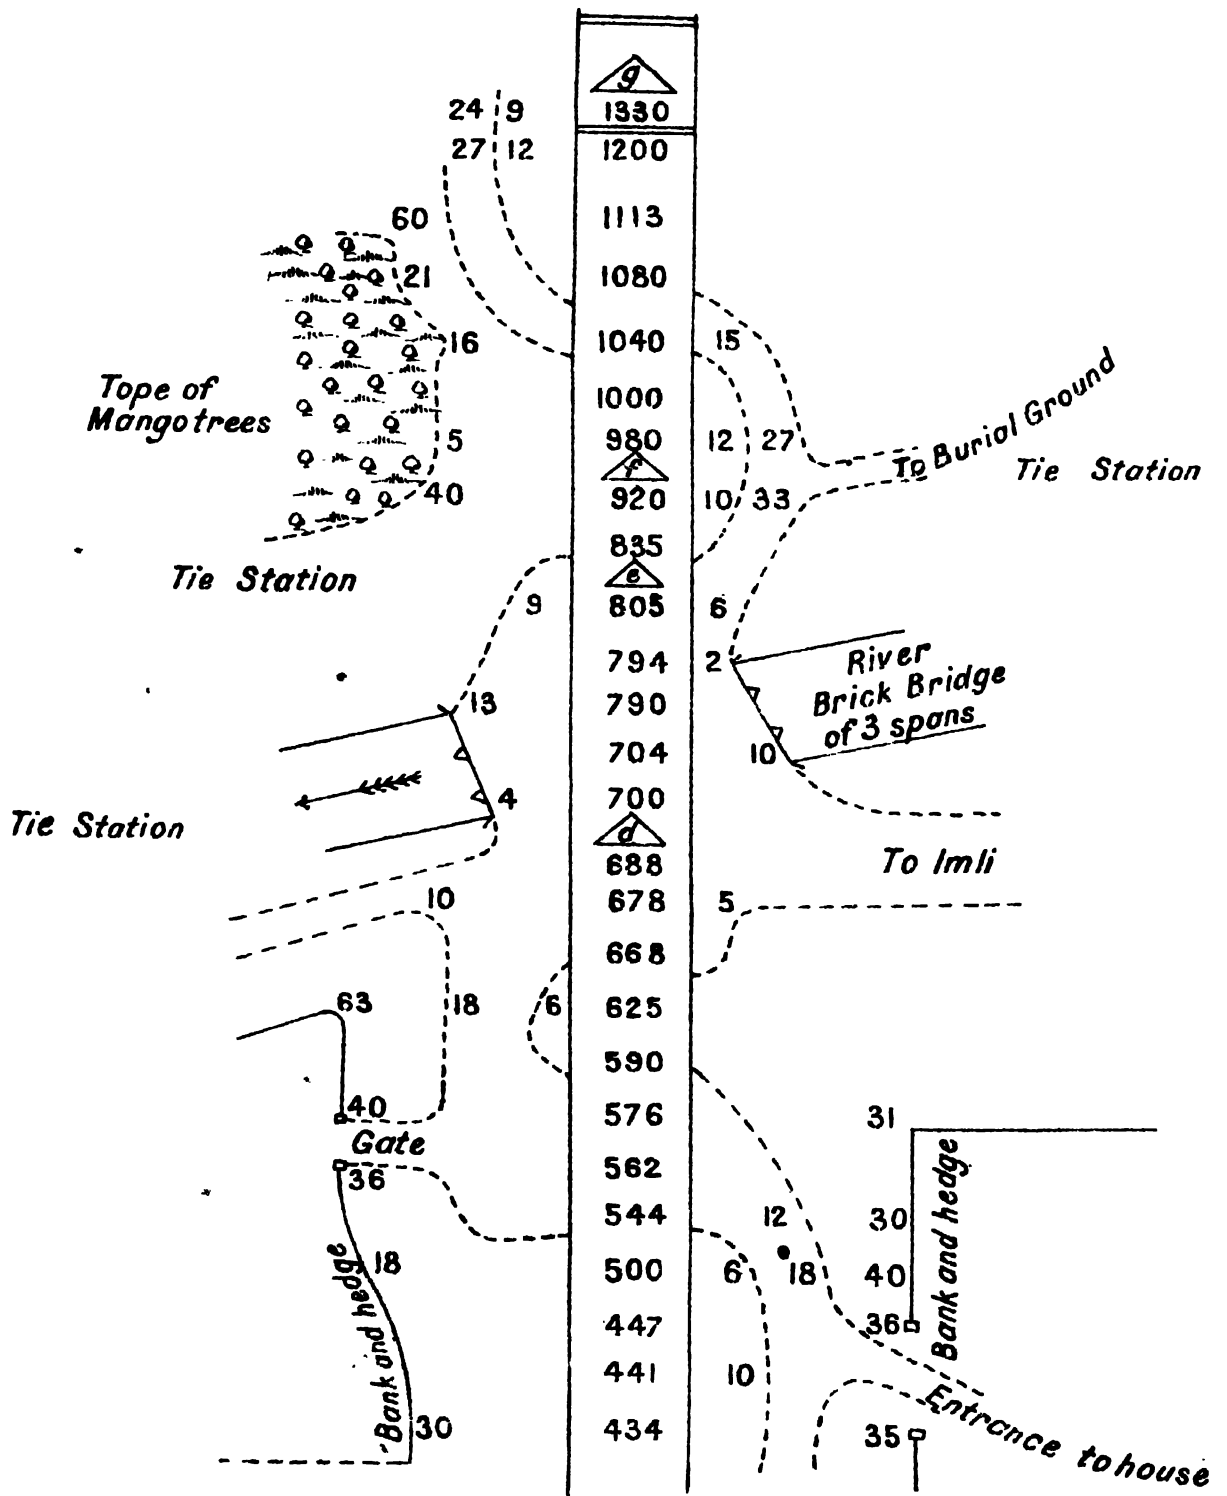 g
24 9 1330
27 12 1200
60 1113
21 1080
16 1040 15
Tope of
Mangotrees
1000
5 980 12 27
To Burial Ground
Tie Station
f
40 920 10 33
835
Tie Station
e
9 805 6
794 2
River
Brick Bridge
of 3 spans
13 790
704 10
4 700
Tie Station
d
To Imli
688
10 678 5
668
63 18 6 625
590
40 576 31
Gate
36 562
544 12 30
Bank and hedge
18 500 6 18 40
447 36
Bank and hedge
441 10
Entrance to house
30 434 35